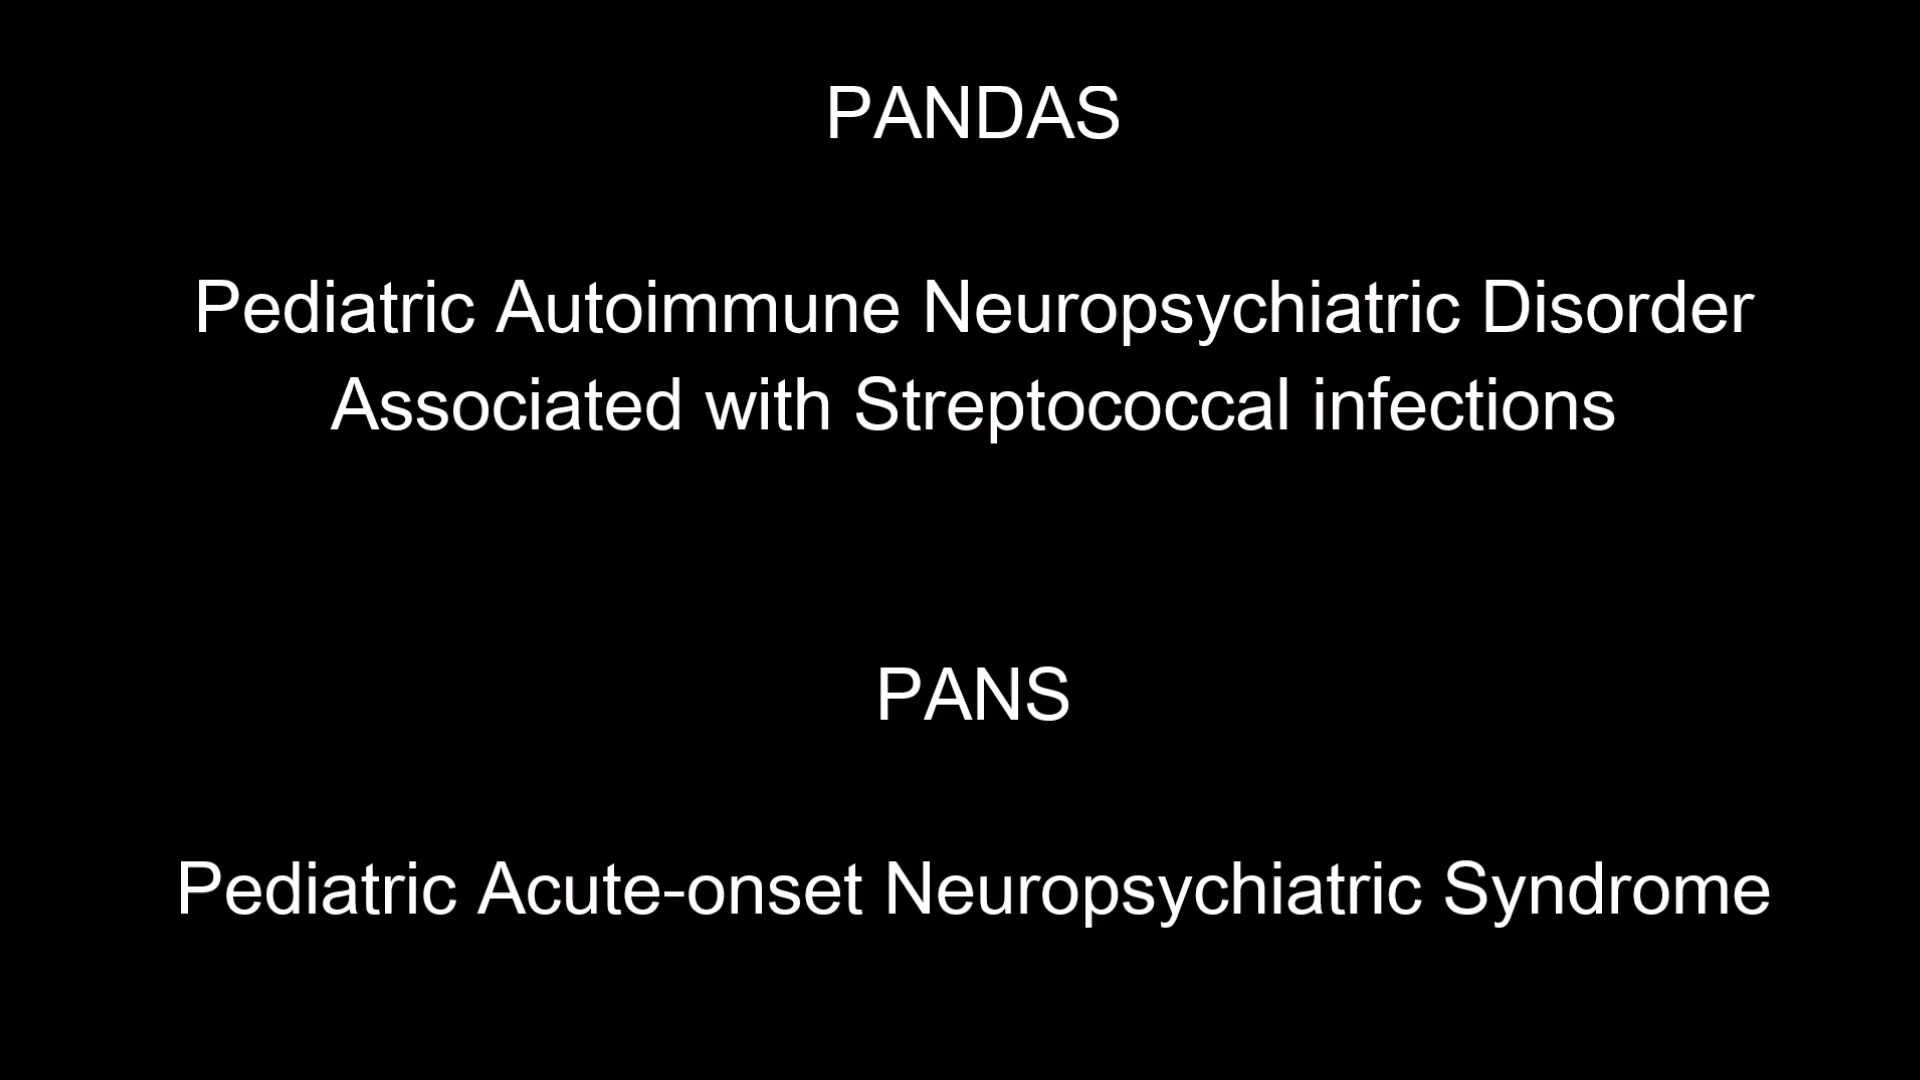 PANDAS
Pediatric Autoimmune Neuropsychiatric Disorder
Associated with Streptococcal infections
PANS
Pediatric Acute-onset Neuropsychiatric Syndrome